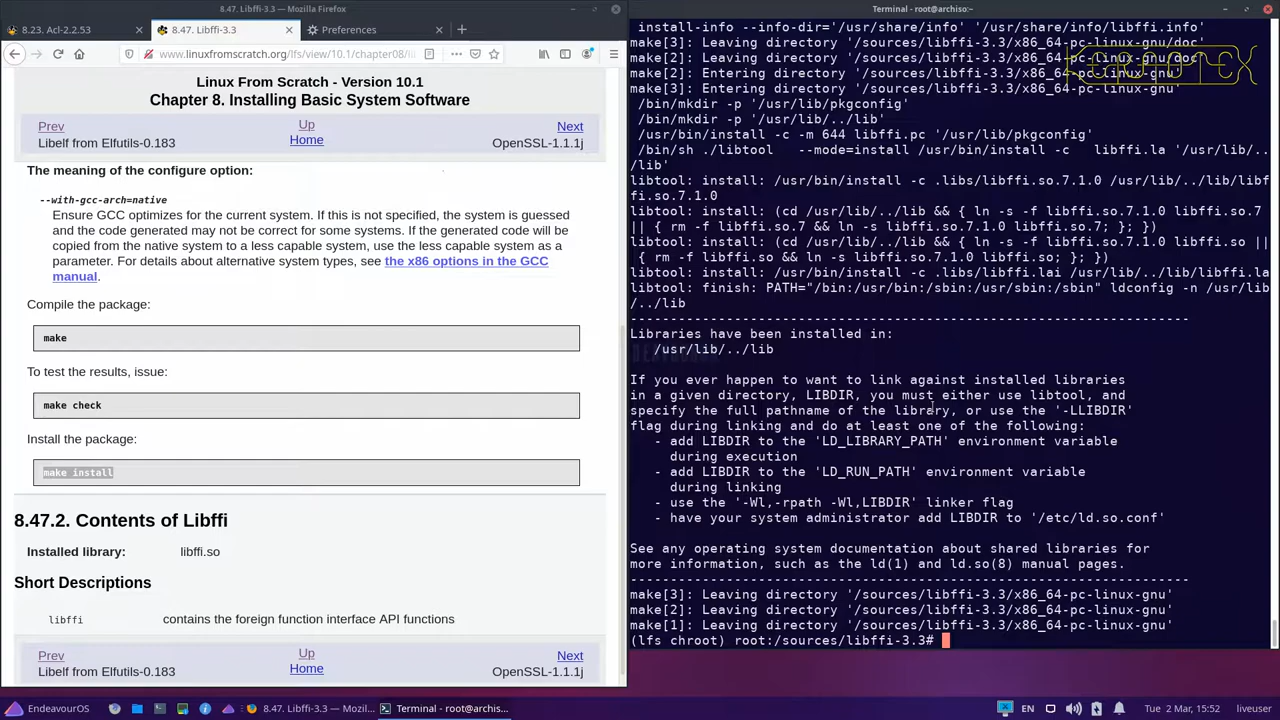 8.47. Libffi-3.3 — Mozilla Firefox
8.23. Acl-2.2.53
8.47. Libffi-3.3
Preferences
www.linuxfromscratch.org/lfs/view/10.1/chapter08/li
Linux From Scratch - Version 10.1
Chapter 8. Installing Basic System Software
Prev
Up
Next
Libelf from Elfutils-0.183
Home
OpenSSL-1.1.1j
The meaning of the configure option:
--with-gcc-arch=native
Ensure GCC optimizes for the current system. If this is not specified, the system is guessed
and the code generated may not be correct for some systems. If the generated code will be
copied from the native system to a less capable system, use the less capable system as a
parameter. For details about alternative system types, see the x86 options in the GCC
manual.
Compile the package:
make
To test the results, issue:
make check
Install the package:
make install
8.47.2. Contents of Libffi
Installed library: libffi.so
Short Descriptions
libffi contains the foreign function interface API functions
Prev
Up
Next
Libelf from Elfutils-0.183
Home
OpenSSL-1.1.1j
Terminal - root@archiso:~
install-info --info-dir='/usr/share/info' '/usr/share/info/libffi.info'
make[3]: Leaving directory '/sources/libffi-3.3/x86_64-pc-linux-gnu/doc'
make[2]: Leaving directory '/sources/libffi-3.3/x86_64-pc-linux-gnu/doc'
make[2]: Entering directory '/sources/libffi-3.3/x86_64-pc-linux-gnu'
make[3]: Entering directory '/sources/libffi-3.3/x86_64-pc-linux-gnu'
/bin/mkdir -p '/usr/lib/pkgconfig'
/bin/mkdir -p '/usr/lib/../lib'
/usr/bin/install -c -m 644 libffi.pc '/usr/lib/pkgconfig'
/bin/sh ./libtool --mode=install /usr/bin/install -c libffi.la '/usr/lib/..
/lib'
libtool: install: /usr/bin/install -c .libs/libffi.so.7.1.0 /usr/lib/../lib/libf
fi.so.7.1.0
libtool: install: (cd /usr/lib/../lib && { ln -s -f libffi.so.7.1.0 libffi.so.7
|| { rm -f libffi.so.7 && ln -s libffi.so.7.1.0 libffi.so.7; }; })
libtool: install: (cd /usr/lib/../lib && { ln -s -f libffi.so.7.1.0 libffi.so ||
{ rm -f libffi.so && ln -s libffi.so.7.1.0 libffi.so; }; })
libtool: install: /usr/bin/install -c .libs/libffi.lai /usr/lib/../lib/libffi.la
libtool: finish: PATH="/bin:/usr/bin:/sbin:/usr/sbin:/sbin" ldconfig -n /usr/lib
/../lib
----------------------------------------------------------------------
Libraries have been installed in:
/usr/lib/../lib
If you ever happen to want to link against installed libraries
in a given directory, LIBDIR, you must either use libtool, and
specify the full pathname of the library, or use the '-LLIBDIR'
flag during linking and do at least one of the following:
- add LIBDIR to the 'LD_LIBRARY_PATH' environment variable
during execution
- add LIBDIR to the 'LD_RUN_PATH' environment variable
during linking
- use the '-Wl,-rpath -Wl,LIBDIR' linker flag
- have your system administrator add LIBDIR to '/etc/ld.so.conf'
See any operating system documentation about shared libraries for
more information, such as the ld(1) and ld.so(8) manual pages.
----------------------------------------------------------------------
make[3]: Leaving directory '/sources/libffi-3.3/x86_64-pc-linux-gnu'
make[2]: Leaving directory '/sources/libffi-3.3/x86_64-pc-linux-gnu'
make[1]: Leaving directory '/sources/libffi-3.3/x86_64-pc-linux-gnu'
(lfs chroot) root:/sources/libffi-3.3#
EndeavourOS
8.47. Libffi-3.3 — Mozil...
Terminal - root@archis...
EN
Tue 2 Mar, 15:52
liveuser